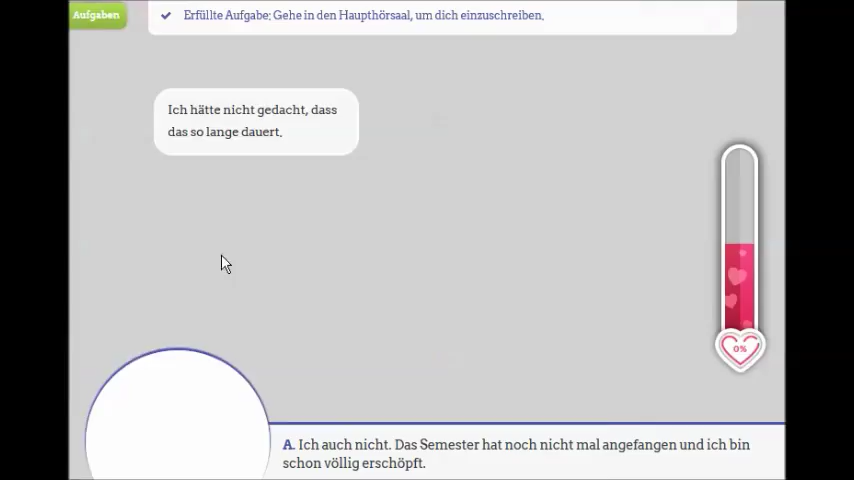 Aufgaben
Erfüllte Aufgabe: Gehe in den Haupthörsaal, um dich einzuschreiben.
Ich hätte nicht gedacht, dass
das so lange dauert.
0%
A. Ich auch nicht. Das Semester hat noch nicht mal angefangen und ich bin
schon völlig erschöpft.